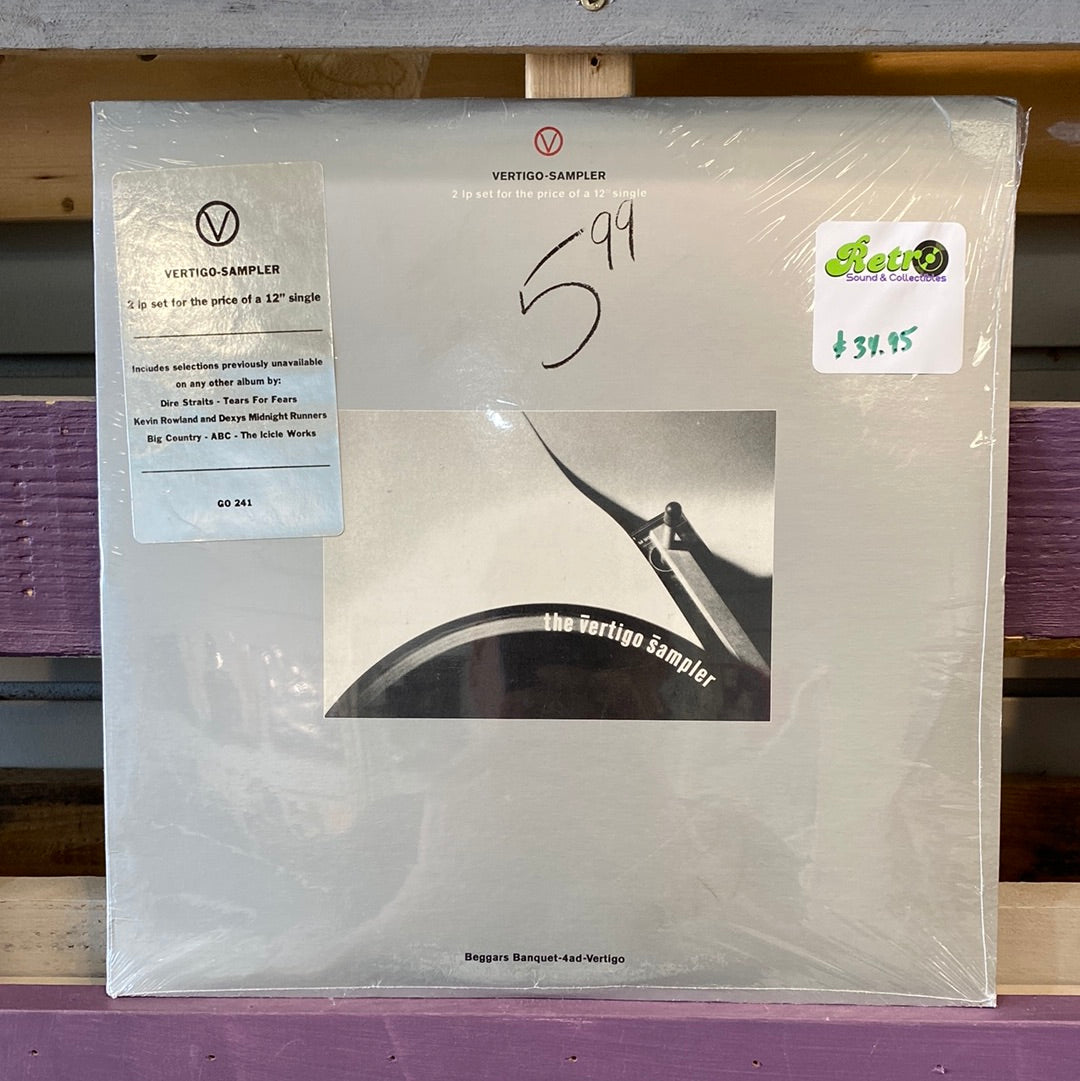 VERTIGO-SAMPLER
2 lp set for the price of a 12" single
5 99
VERTIGO-SAMPLER
2 lp set for the price of a 12" single
Includes selections previously unavailable
on any other album by:
Dire Straits - Tears For Fears
Kevin Rowland and Dexys Midnight Runners
Big Country - ABC - The Icicle Works
GO 241
Retro
Sound & Collectibles
$ 34.95
the v̄ertigo s̄ampler
Beggars Banquet-4ad-Vertigo